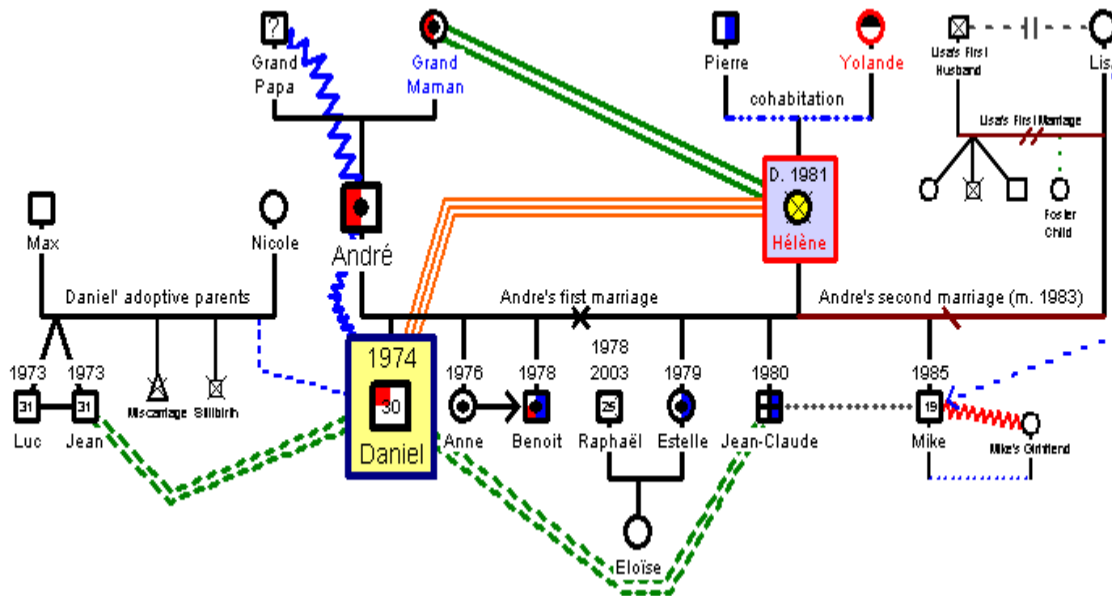 ?
Grand
Papa
Grand
Maman
Pierre
Yolande
Lisa's First
Husband
Lisa
cohabitation
Lisa's First Marriage
D. 1981
Hélène
Foster
Child
Max
Nicole
André
Daniel' adoptive parents
Andre's first marriage
Andre's second marriage (m. 1983)
1973
1973
1974
1976
1978
1978
2003
1979
1980
1985
31
31
30
25
19
Miscarriage
Stillbirth
Luc
Jean
Daniel
Anne
Benoit
Raphaël
Estelle
Jean-Claude
Mike
Mike's Girlfriend
Eloïse